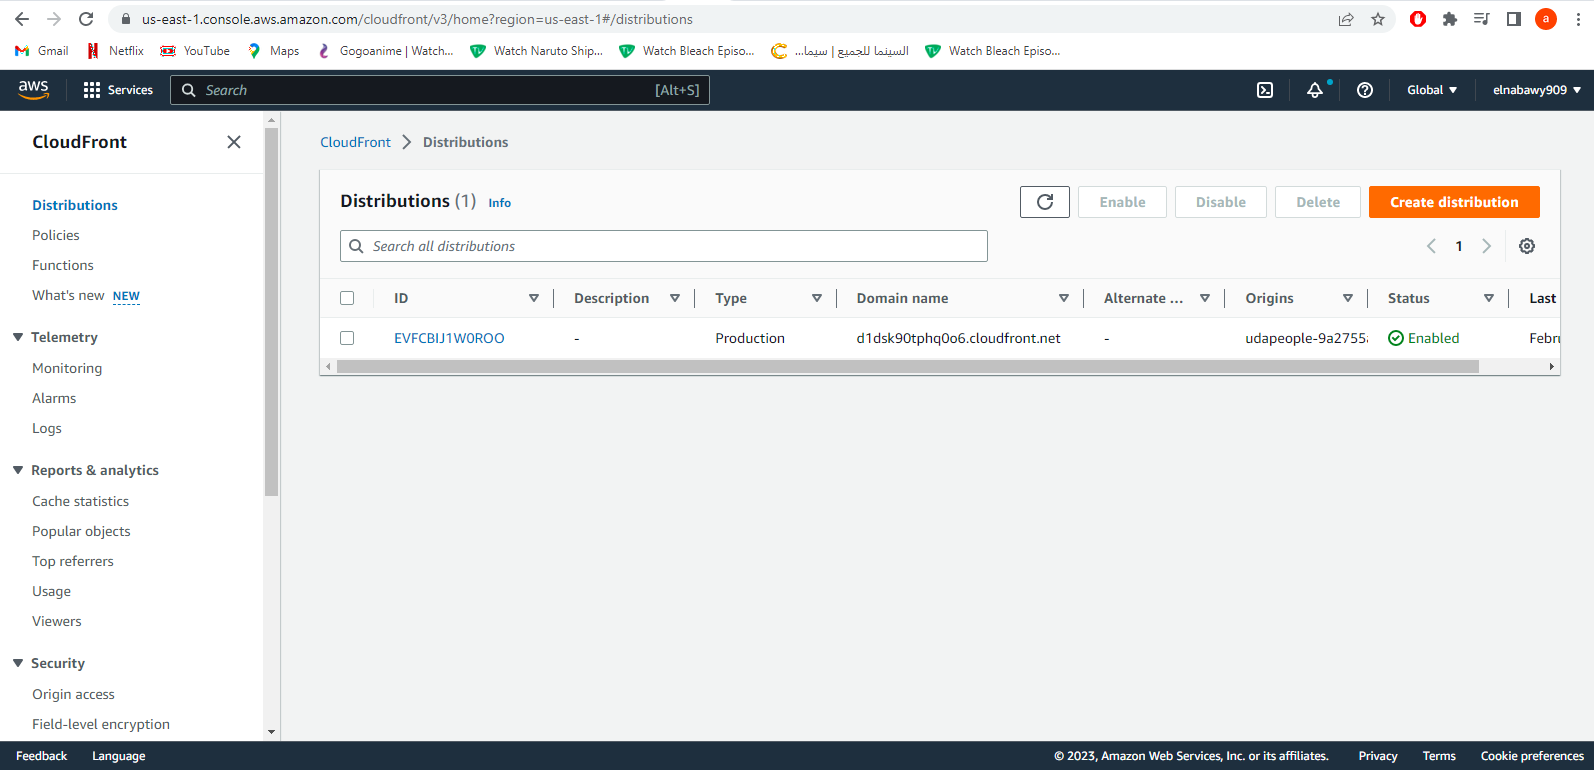 us-east-1.console.aws.amazon.com/cloudfront/v3/home?region=us-east-1#/distributions
a
Gmail Netflix YouTube Maps Gogoanime | Watch... Watch Naruto Ship... Watch Bleach Episo... السينما للجميع | سيما... Watch Bleach Episo...
aws Services Search [Alt+S] Global elnabawy909
CloudFront
Distributions
Policies
Functions
What's new NEW
Telemetry
Monitoring
Alarms
Logs
Reports & analytics
Cache statistics
Popular objects
Top referrers
Usage
Viewers
Security
Origin access
Field-level encryption
CloudFront Distributions
Distributions (1) Info Enable Disable Delete Create distribution
Search all distributions 1
ID Description Type Domain name Alternate ... Origins Status Last
EVFCBIJ1W0ROO - Production d1dsk90tphq0o6.cloudfront.net - udapeople-9a2755 Enabled Febru
Feedback Language © 2023, Amazon Web Services, Inc. or its affiliates. Privacy Terms Cookie preferences